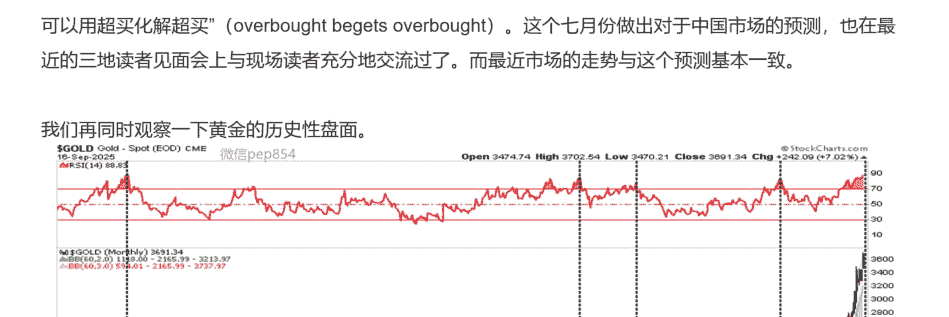 可以用超买化解超买”（overbought begets overbought）。这个七月份做出对于中国市场的预测，也在最
近的三地读者见面会上与现场读者充分地交流过了。而最近市场的走势与这个预测基本一致。
我们再同时观察一下黄金的历史性盘面。
$GOLD Gold - Spot (EOD) CME
© StockCharts.com
16-Sep-2025
微信pep854
Open 3474.74 High 3702.54 Low 3470.21 Close 3691.34 Chg +242.09 (+7.02%)
RSI(14) 88.83
90
70
50
30
10
$GOLD (Monthly) 3691.34
BB(60,2.0) 1118.00 - 2165.99 - 3213.97
BB(60,3.0) 594.01 - 2165.99 - 3737.97
3600
3400
3200
3000
2800